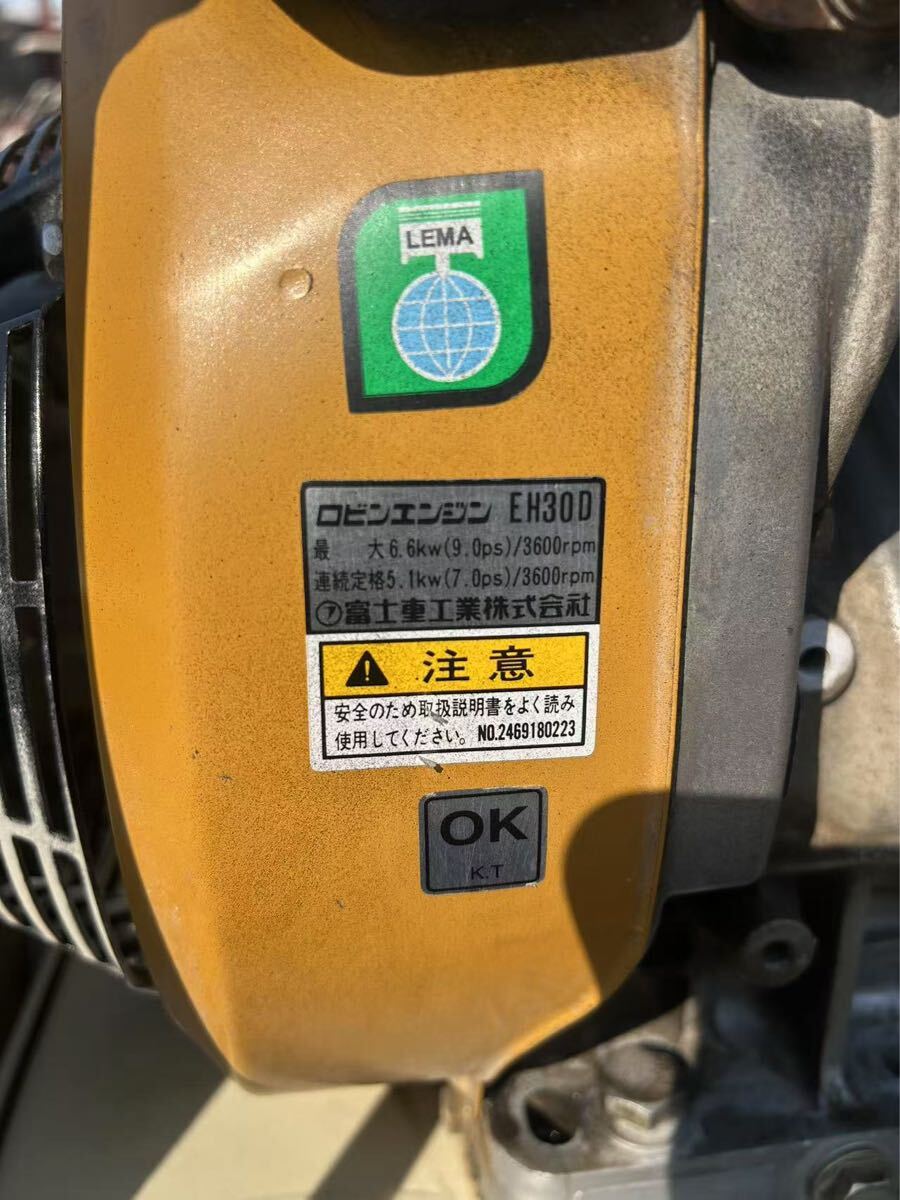 LEMA
ロビンエンジン EH30D
最 大6.6kw(9.0ps)/3600rpm
連続定格5.1kw(7.0ps)/3600rpm
富士重工業株式会社
注意
安全のため取扱説明書をよく読み
使用してください。 NO.2469180223
OK
K.T